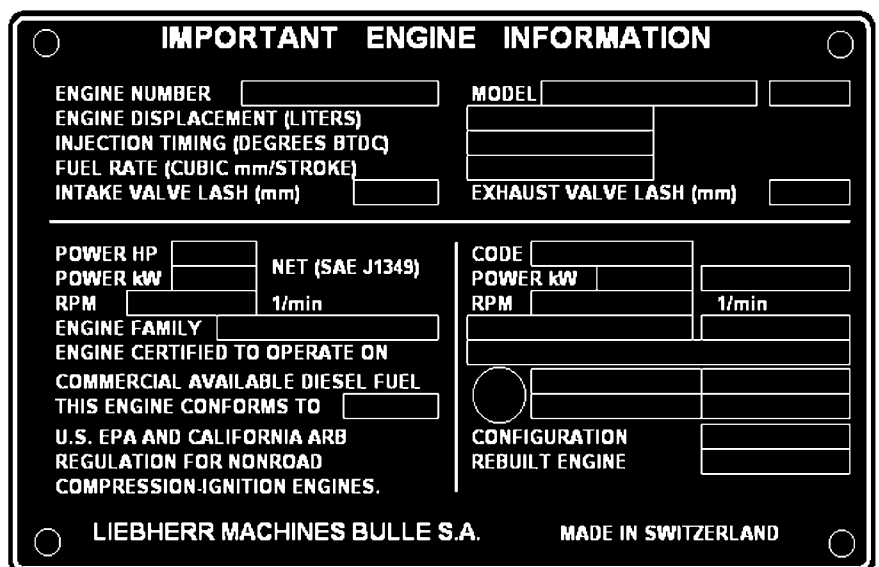 IMPORTANT ENGINE INFORMATION
ENGINE NUMBER MODEL
ENGINE DISPLACEMENT (LITERS)
INJECTION TIMING (DEGREES BTDC)
FUEL RATE (CUBIC mm/STROKE)
INTAKE VALVE LASH (mm) EXHAUST VALVE LASH (mm)
POWER HP
POWER kW
NET (SAE J1349)
RPM 1/min
ENGINE FAMILY
ENGINE CERTIFIED TO OPERATE ON
COMMERCIAL AVAILABLE DIESEL FUEL
THIS ENGINE CONFORMS TO
U.S. EPA AND CALIFORNIA ARB
REGULATION FOR NONROAD
COMPRESSION-IGNITION ENGINES.
CODE
POWER kW
RPM 1/min
CONFIGURATION
REBUILT ENGINE
LIEBHERR MACHINES BULLE S.A. MADE IN SWITZERLAND